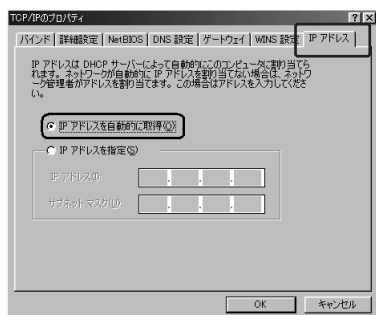 TCP/IPのプロパティ
バインド 詳細設定 NetBIOS DNS 設定 ゲートウェイ WINS 設定 IP アドレス
IP アドレスは DHCP サーバーによって自動的にこのコンピュータに割り当てら
れます。ネットワークが自動的に IP アドレスを割り当てない場合は、ネットワ
ーク管理者がアドレスを割り当てます。この場合はアドレスを入力してくださ
い。
IP アドレスを自動的に取得(O)
IP アドレスを指定(S)
IP アドレス(I):
サブネット マスク(U):
OK キャンセル